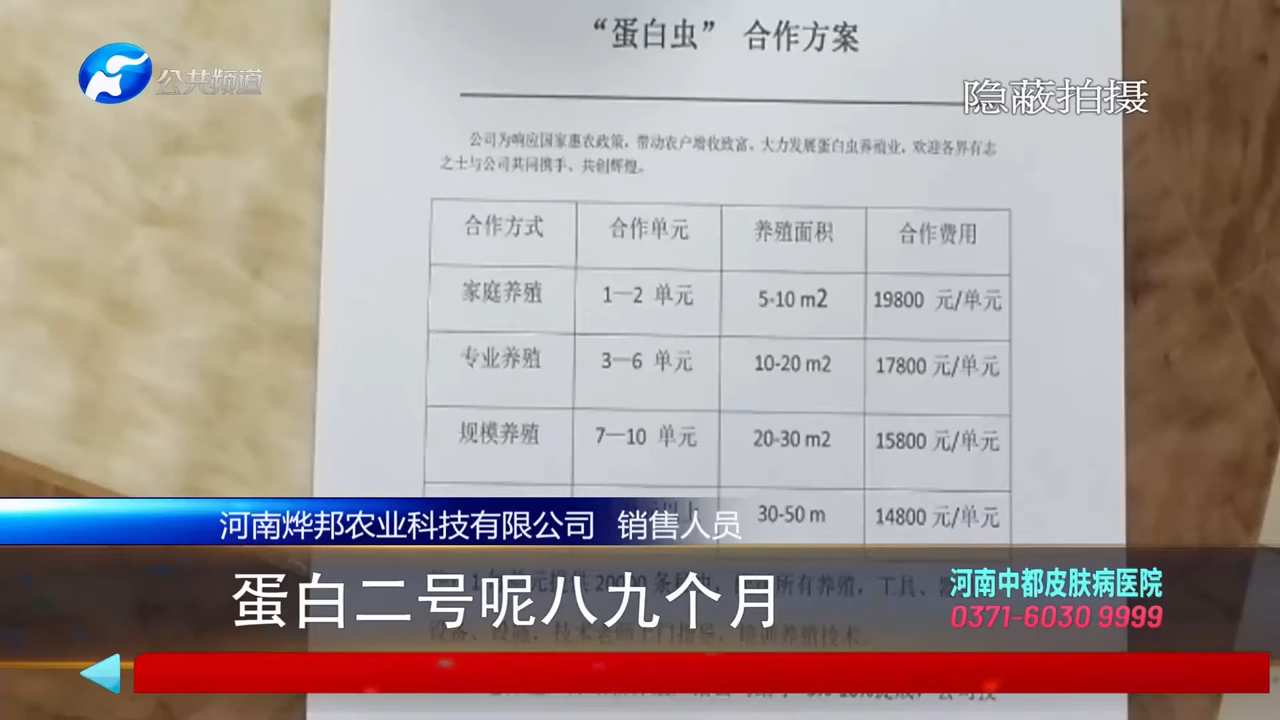 “蛋白虫” 合作方案
公共频道
隐蔽拍摄
公司为响应国家惠农政策，带动农户增收致富，大力发展蛋白虫养殖业，欢迎各界有志
之士与公司共同携手、共创辉煌。
合作方式 合作单元 养殖面积 合作费用
家庭养殖 1—2 单元 5-10 m2 19800 元/单元
专业养殖 3—6 单元 10-20 m2 17800 元/单元
规模养殖 7—10 单元 20-30 m2 15800 元/单元
30-50 m 14800 元/单元
河南烨邦农业科技有限公司 销售人员
蛋白二号呢八九个月
河南中都皮肤病医院
0371-6030 9999